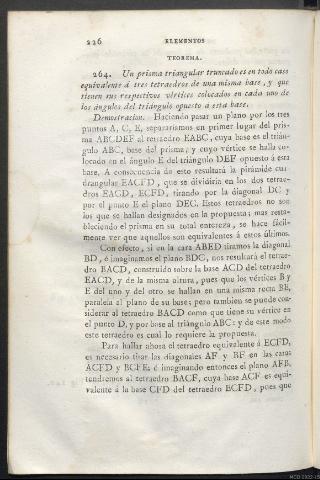 226 ELEMENTOS
TEOREMA.
264. Un prisma triangular truncado es en todo caso
equivalente á tres tetraedros de una misma base, y que
tienen sus respectivos vértices colocados en cada uno de
los ángulos del triángulo opuesto á esta base.
Demostracion. Haciendo pasar un plano por los tres
puntos A, C, E, separarémos en primer lugar del pris-
ma ABCDEF al tetraedro EABC, cuya base es el trián-
gulo ABC, base del prisma; y cuyo vértice se halla co-
locado en el ángulo E del triángulo DEF opuesto á esta
base. A consecuencia de esto resultará la pirámide cua-
drangular EACFD, que se dividiria en los dos tetrae-
dros EACD, ECFD, tirando por la diagonal DC y
por el punto E el plano DEC. Estos tetraedros no son
los que se hallan designados en la propuesta; mas resta-
bleciendo el prisma en su total entereza, se hace fácil-
mente ver que aquellos son equivalentes á estos últimos.
Con efecto, si en la cara ABED tiramos la diagonal
BD, é imaginamos el plano BDC, nos resultará el tetrae-
dro BACD, construido sobre la base ACD del tetraedro
EACD, y de la misma altura, pues que los vértices B y
E del uno y del otro se hallan en una misma recta BE,
paralela al plano de su base; pero tambien se puede con-
siderar al tetraedro BACD como que tiene su vértice en
el punto D, y por base al triángulo ABC: y de este modo
este tetraedro es cual lo requiere la propuesta.
Para hallar ahora el tetraedro equivalente á ECFD,
es necesario tirar las diagonales AF y BF en las caras
ACFD y BCFE; é imaginando entonces el plano AFB,
tendremos al tetraedro BACF, cuya base ACF es equi-
valente á la base CFD del tetraedro ECFD, pues que